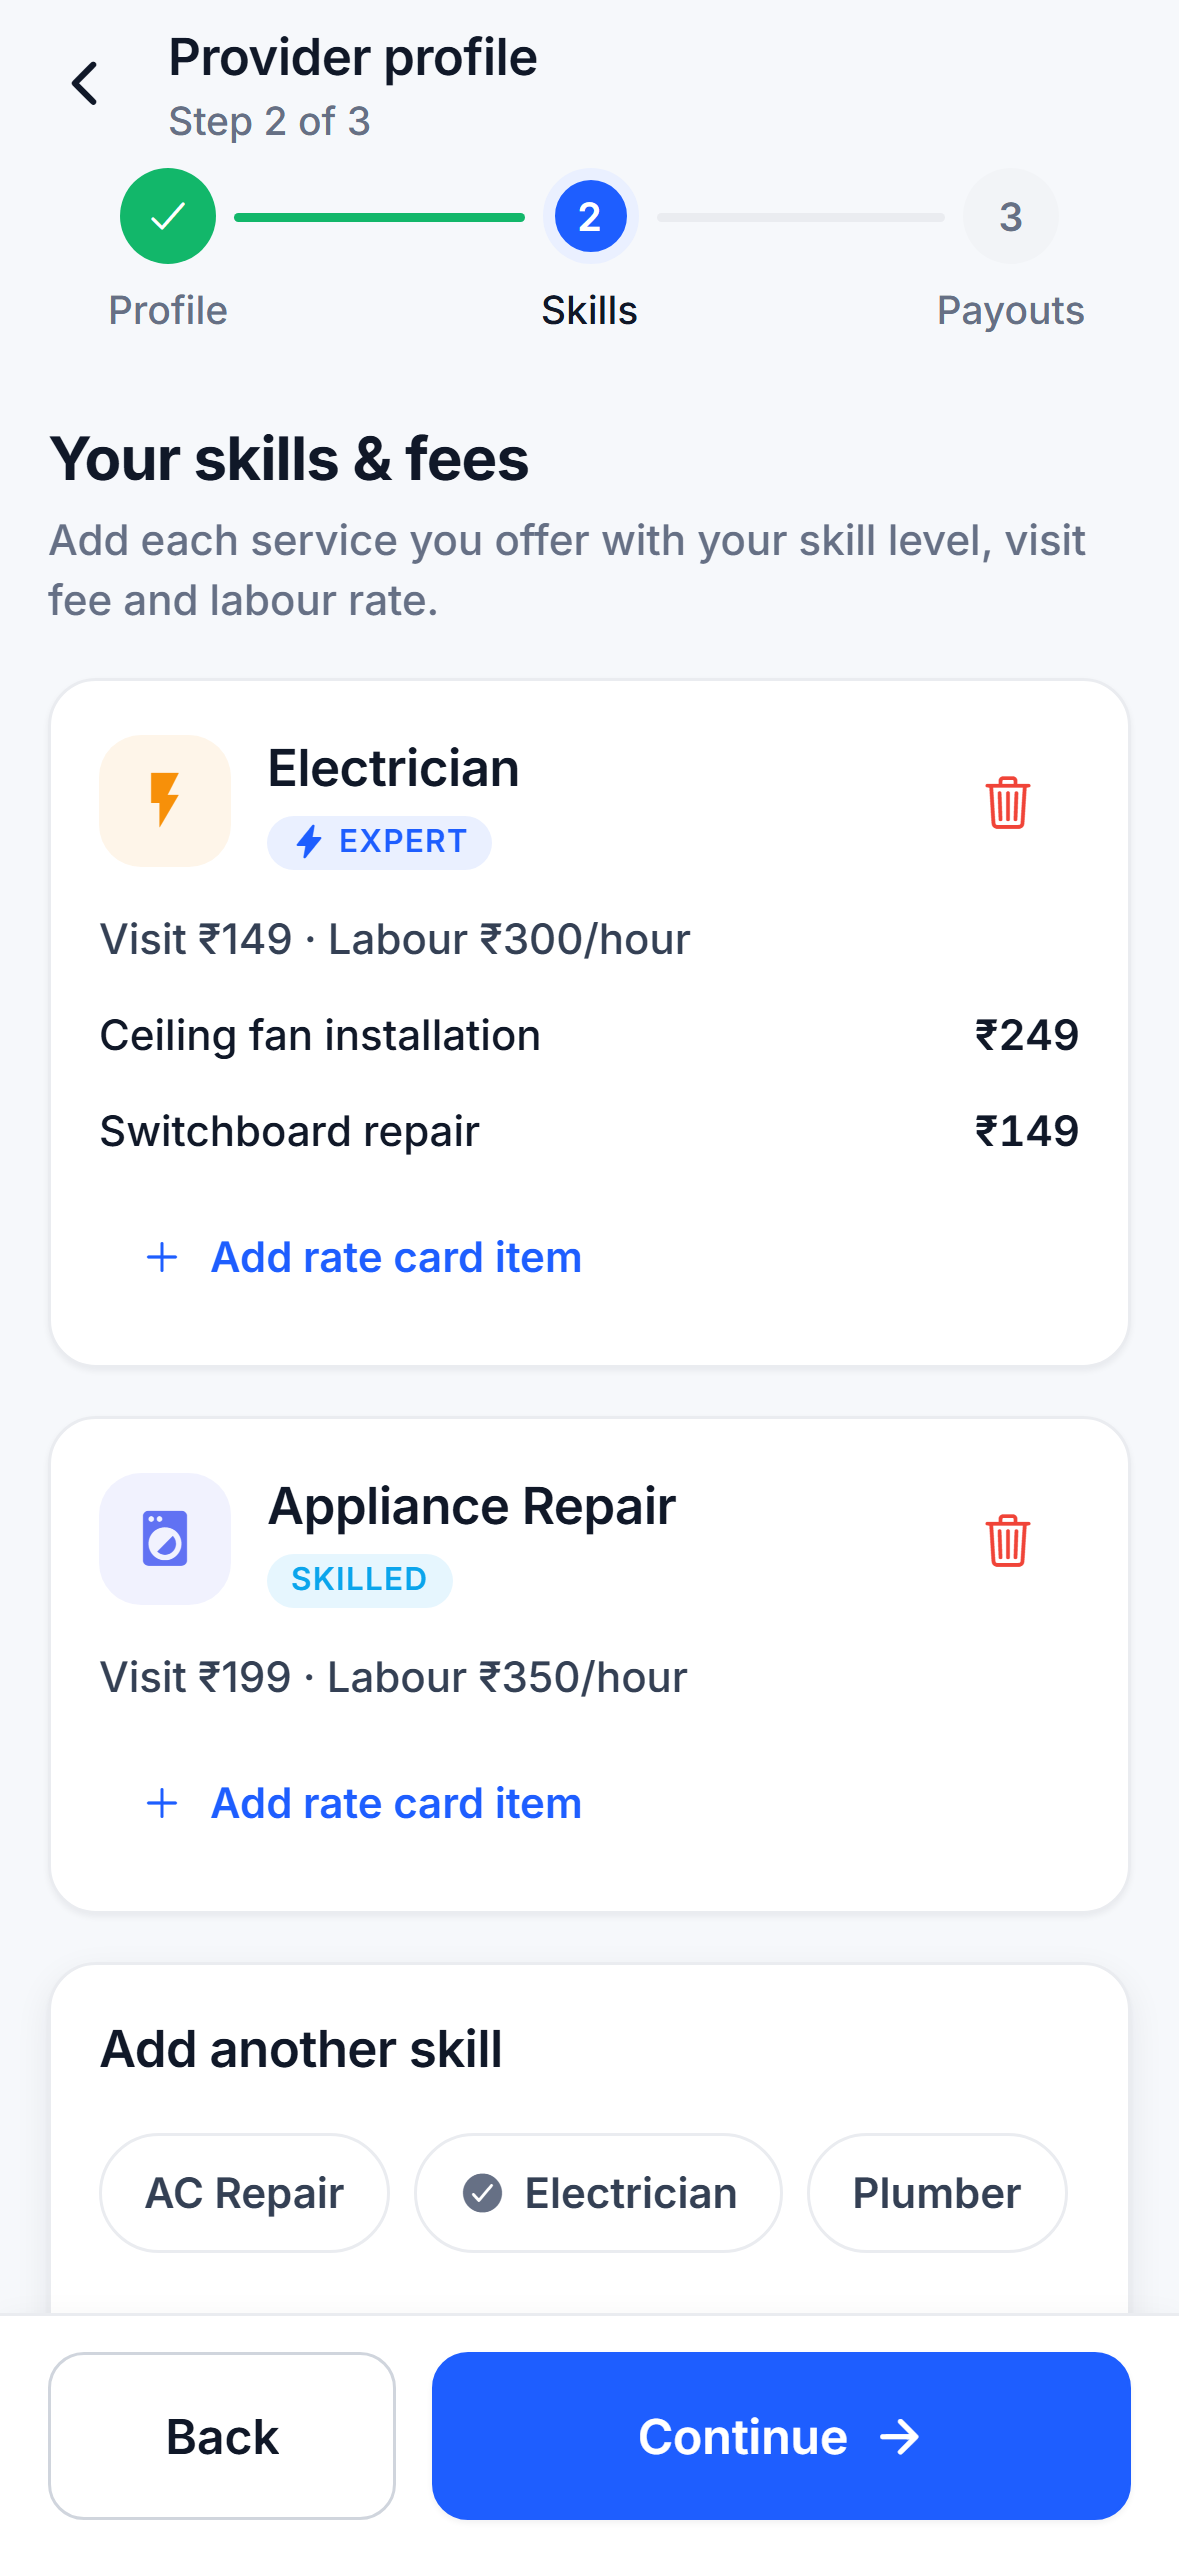 Provider profile
Step 2 of 3
2
3
Profile
Skills
Payouts
Your skills & fees
Add each service you offer with your skill level, visit
fee and labour rate.
Electrician
EXPERT
Visit ₹149 · Labour ₹300/hour
Ceiling fan installation ₹249
Switchboard repair ₹149
Add rate card item
Appliance Repair
SKILLED
Visit ₹199 · Labour ₹350/hour
Add rate card item
Add another skill
AC Repair Electrician Plumber
Back Continue